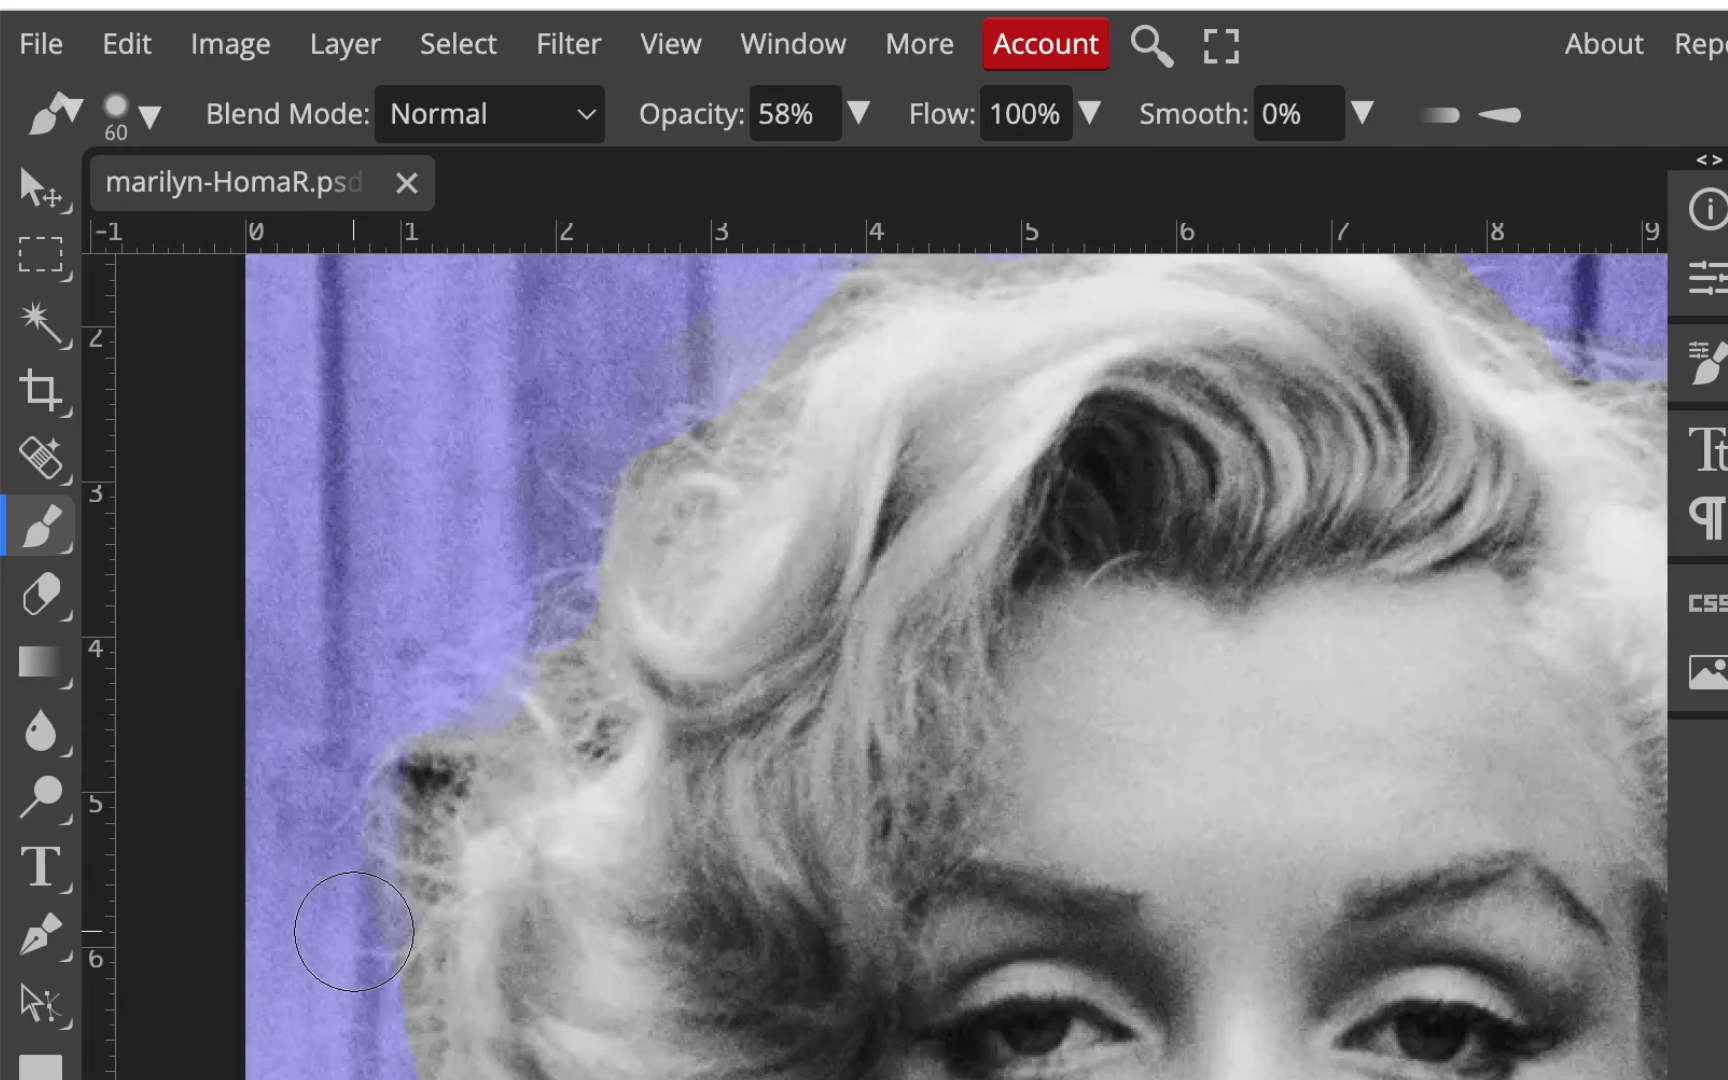 File Edit Image Layer Select Filter View Window More Account About Repo
60 Blend Mode: Normal Opacity: 58% Flow: 100% Smooth: 0%
marilyn-HomaR.psd
-1 0 1 2 3 4 5 6 7 8 9
2
3
4
5
6
T
Tt
¶
CSS